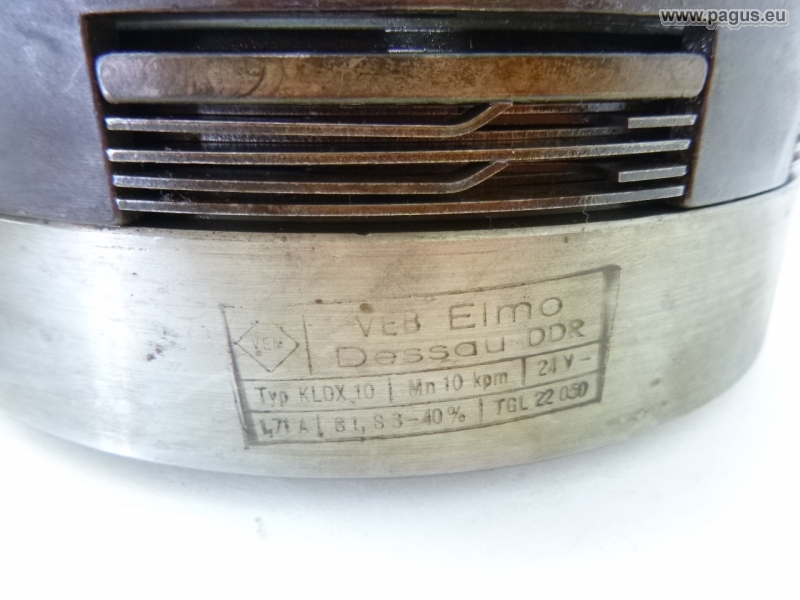 www.pagus.eu
VEM
VEB Elmo
Dessau DDR
Typ KLDX 10 | Mn 10 kpm | 24 V -
1,71 A | B 1, S 3 - 40 % | TGL 22 050